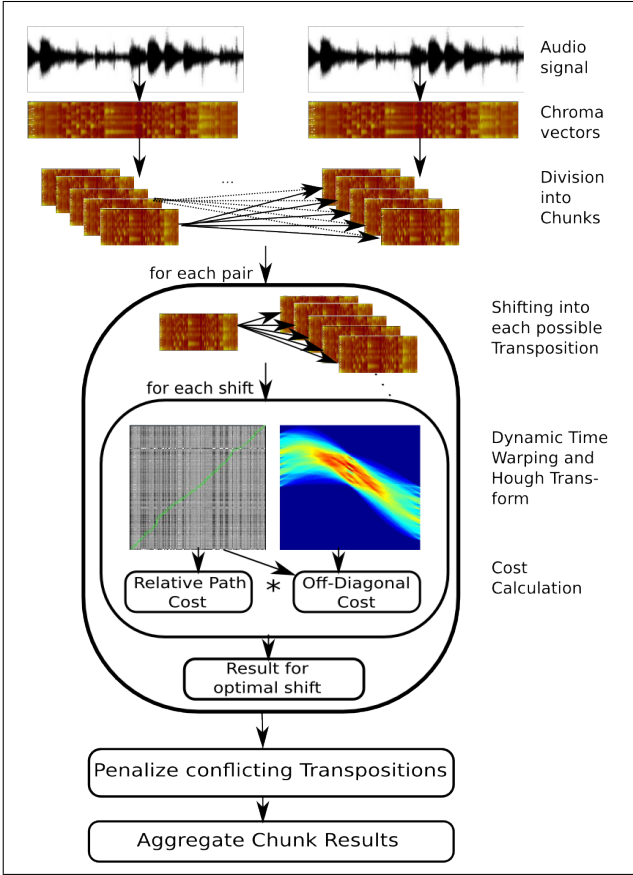 Audio
signal
Chroma
vectors
Division
into
Chunks
...
for each pair
Shifting into
each possible
Transposition
for each shift
. . .
Dynamic Time
Warping and
Hough Trans-
form
Relative Path
Cost
*
Off-Diagonal
Cost
Cost
Calculation
Result for
optimal shift
Penalize conflicting Transpositions
Aggregate Chunk Results